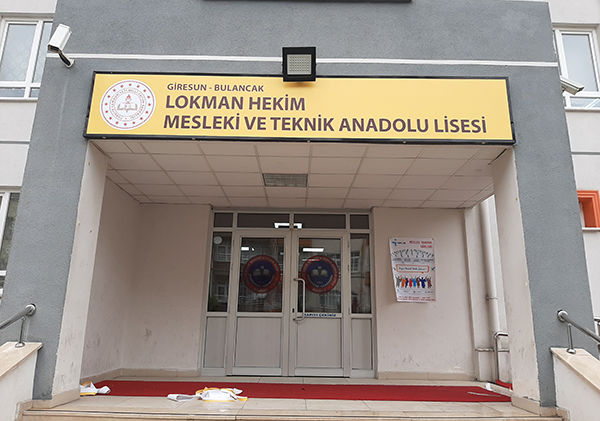 GİRESUN - BULANCAK
LOKMAN HEKİM
MESLEKİ VE TEKNİK ANADOLU LİSESİ